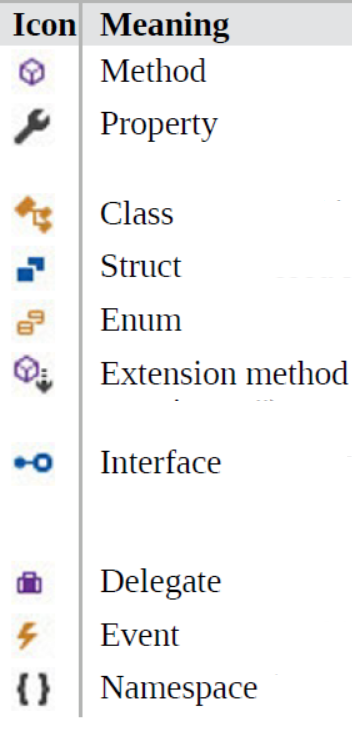 Icon Meaning
Method
Property
Class
Struct
Enum
Extension method
Interface
Delegate
Event
{ } Namespace